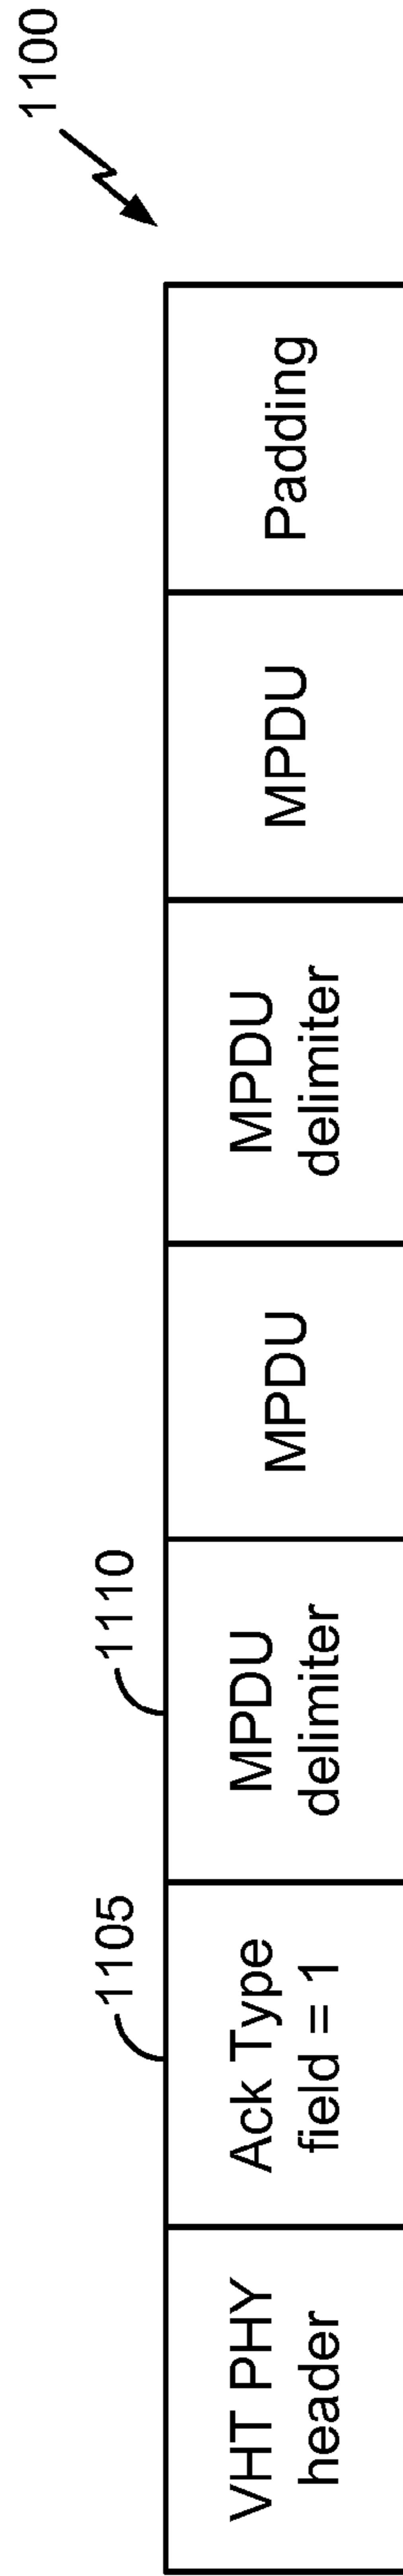 1100
1105
1110
VHT PHY
header
Ack Type
field = 1
MPDU
delimiter
MPDU
MPDU
delimiter
MPDU
Padding